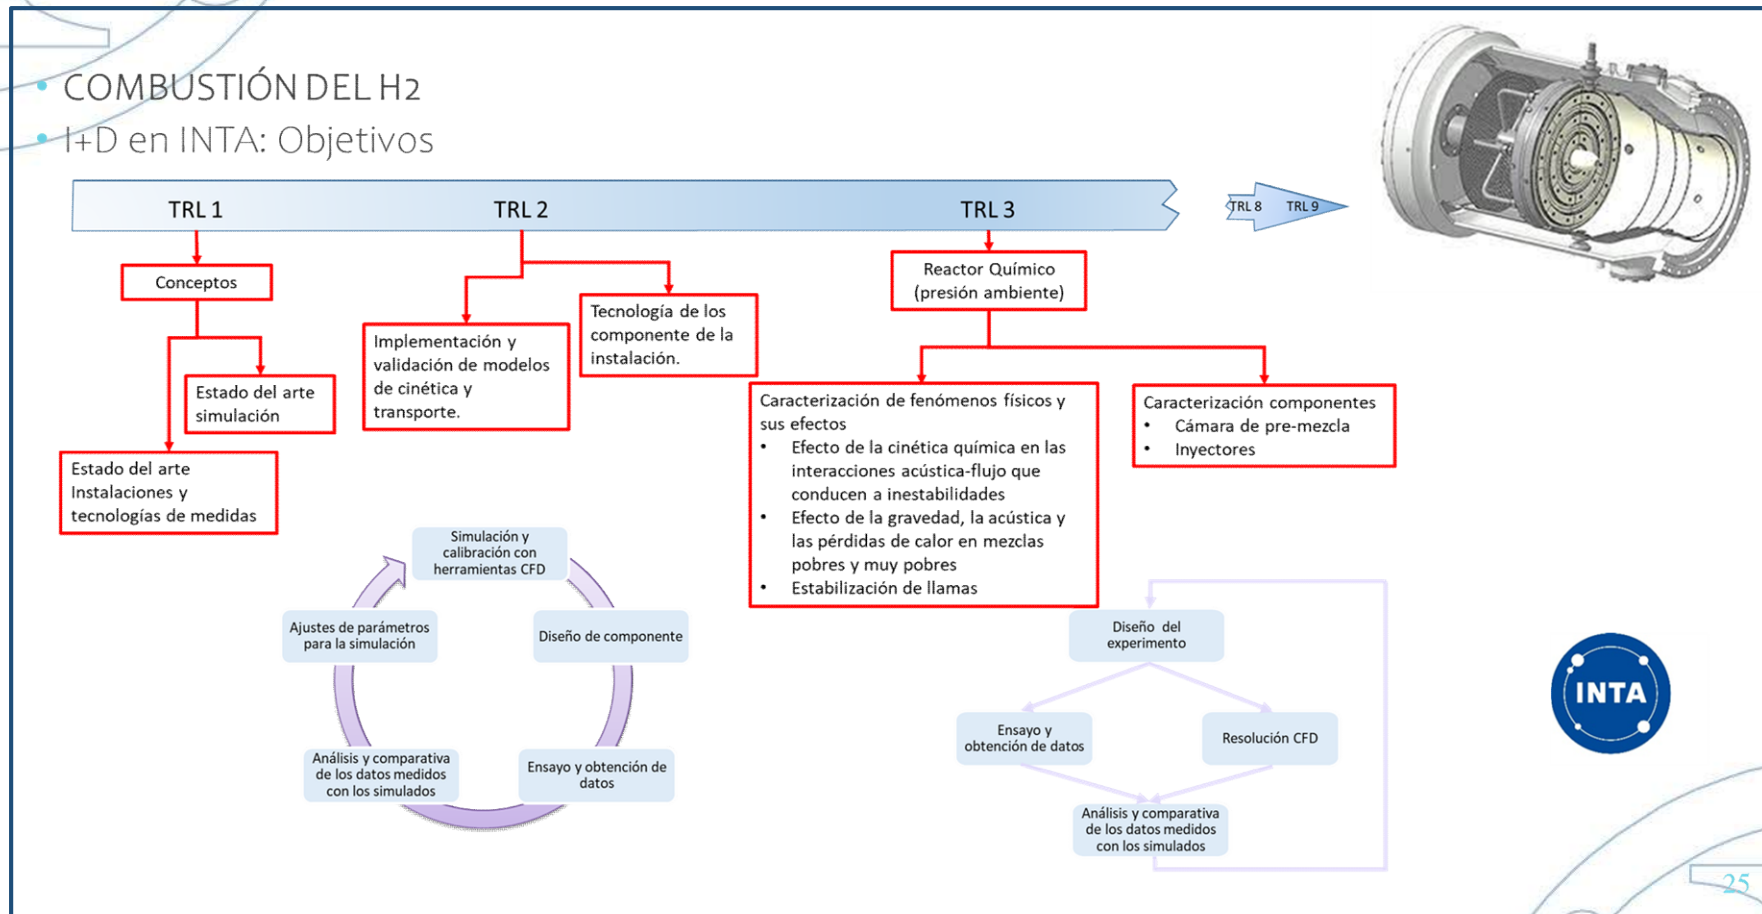 • COMBUSTIÓN DEL H2
• I+D en INTA: Objetivos
TRL 1
TRL 2
TRL 3
TRL 8
TRL 9
Conceptos
Estado del arte
simulación
Estado del arte
Instalaciones y
tecnologías de medidas
Implementación y
validación de modelos
de cinética y
transporte.
Tecnología de los
componente de la
instalación.
Reactor Químico
(presión ambiente)
Caracterización de fenómenos físicos y
sus efectos
• Efecto de la cinética química en las
interacciones acústica-flujo que
conducen a inestabilidades
• Efecto de la gravedad, la acústica y
las pérdidas de calor en mezclas
pobres y muy pobres
• Estabilización de llamas
Caracterización componentes
• Cámara de pre-mezcla
• Inyectores
Simulación y
calibración con
herramientas CFD
Diseño de componente
Ensayo y obtención de
datos
Análisis y comparativa
de los datos medidos
con los simulados
Ajustes de parámetros
para la simulación
Diseño del
experimento
Ensayo y
obtención de datos
Resolución CFD
Análisis y comparativa
de los datos medidos
con los simulados
INTA
25